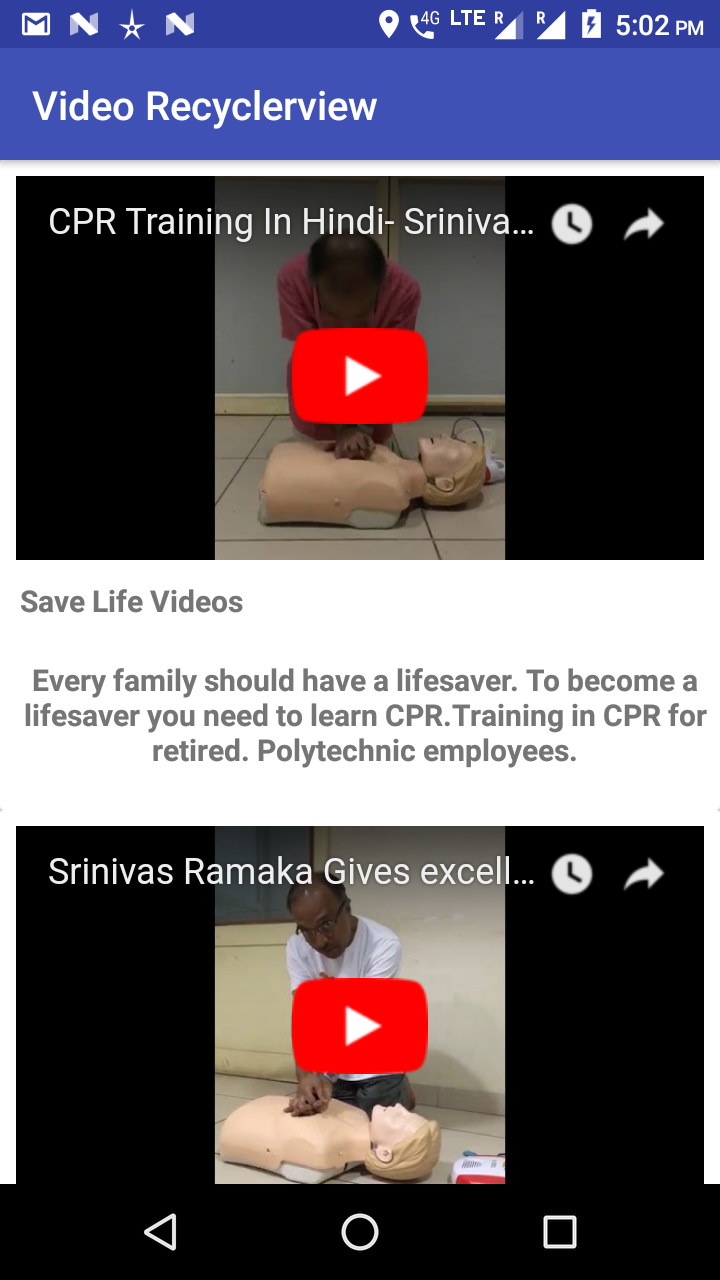 4G LTE R R 5:02 PM
Video Recyclerview
CPR Training In Hindi- Sriniva...
Save Life Videos
Every family should have a lifesaver. To become a
lifesaver you need to learn CPR.Training in CPR for
retired. Polytechnic employees.
Srinivas Ramaka Gives excell...